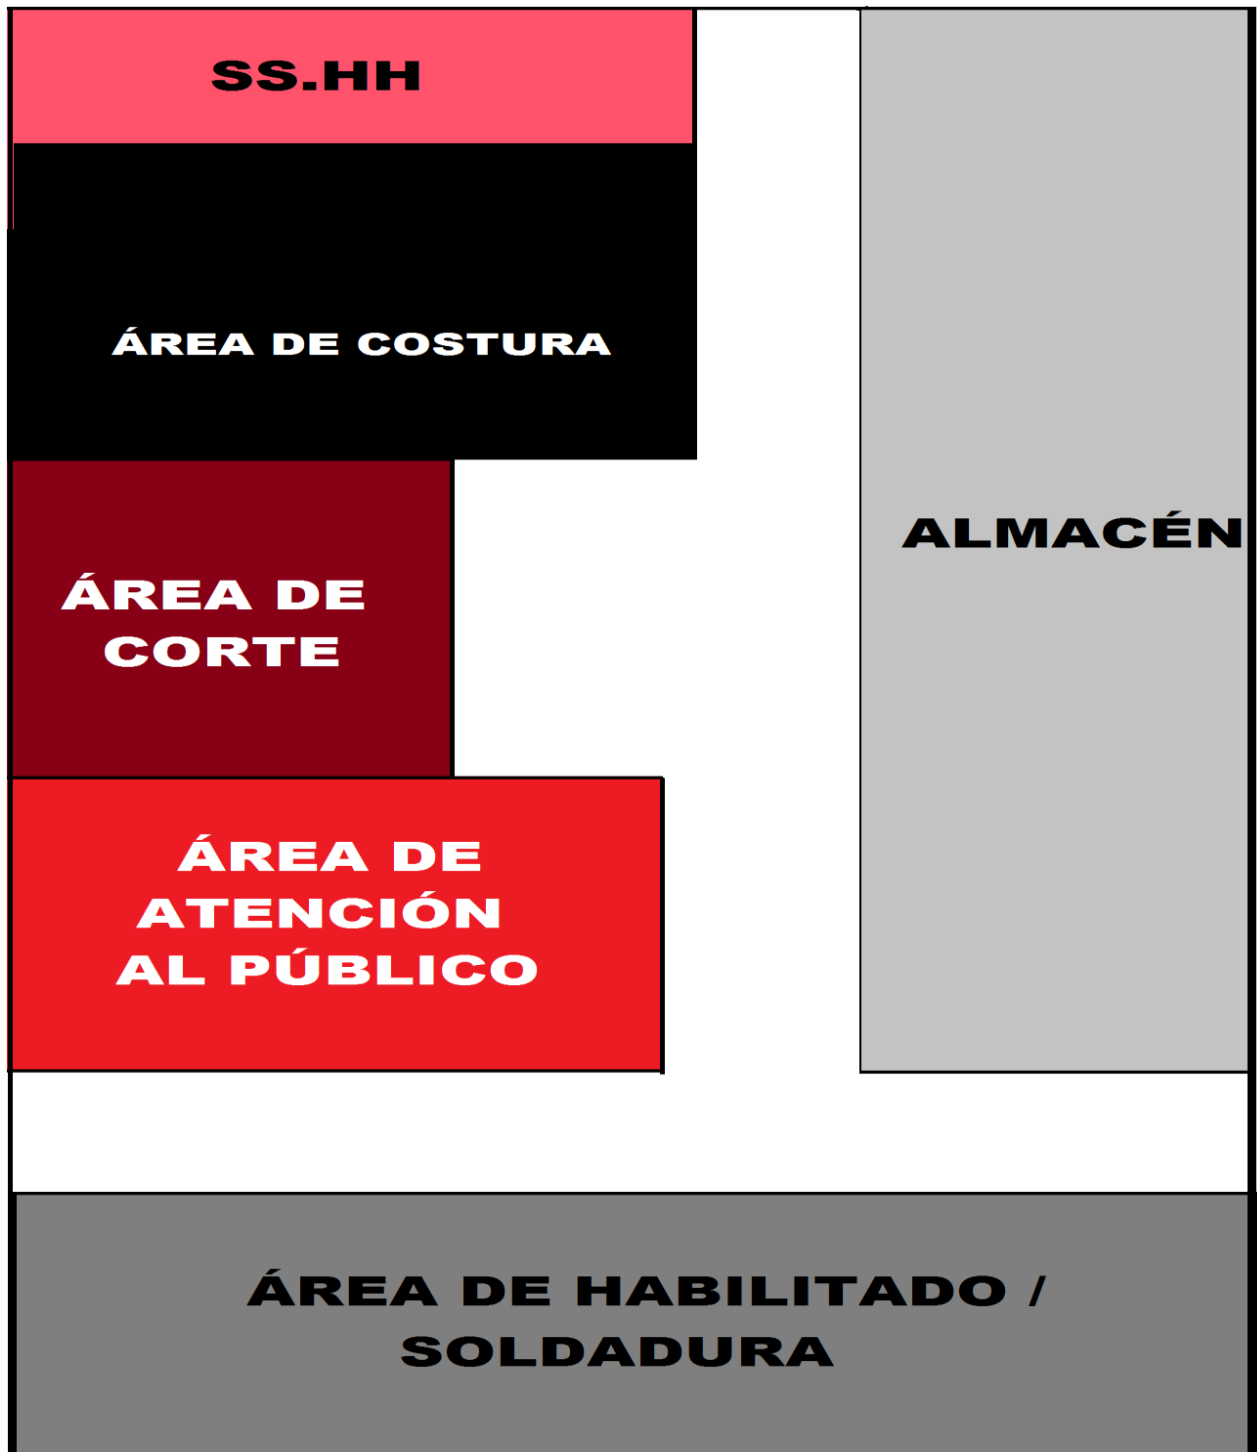 SS.HH
ÁREA DE COSTURA
ÁREA DE
CORTE
ÁREA DE
ATENCIÓN
AL PÚBLICO
ALMACÉN
ÁREA DE HABILITADO /
SOLDADURA